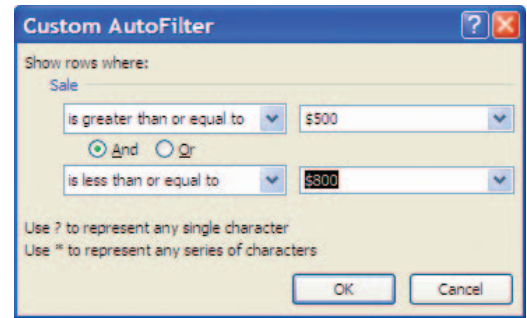 Custom AutoFilter
Show rows where:
Sale
is greater than or equal to $500
And Or
is less than or equal to $800
Use ? to represent any single character
Use * to represent any series of characters
OK Cancel